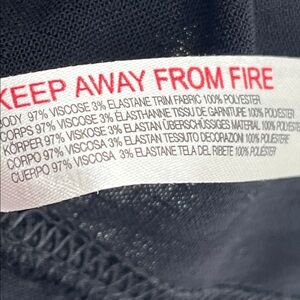 KEEP AWAY FROM FIRE
BODY 97% VISCOSE 3% ELASTANE TRIM FABRIC 100% POLYESTER
CORPS 97% VISCOSE 3% ELASTHANNE TISSU DE GARNITURE 100% POLYESTER
KÖRPER 97% VISKOSE 3% ELASTAN ÜBERSCHÜSSIGES MATERIAL 100% POLYESTER
CORPO 97% VISCOSA 3% ELASTAN TESSUTO DECORAZIONI 100% POLIESTERE
CUERPO 97% VISCOSA 3% ELASTANE TELA DEL RIBETE 100% POLIÉSTER